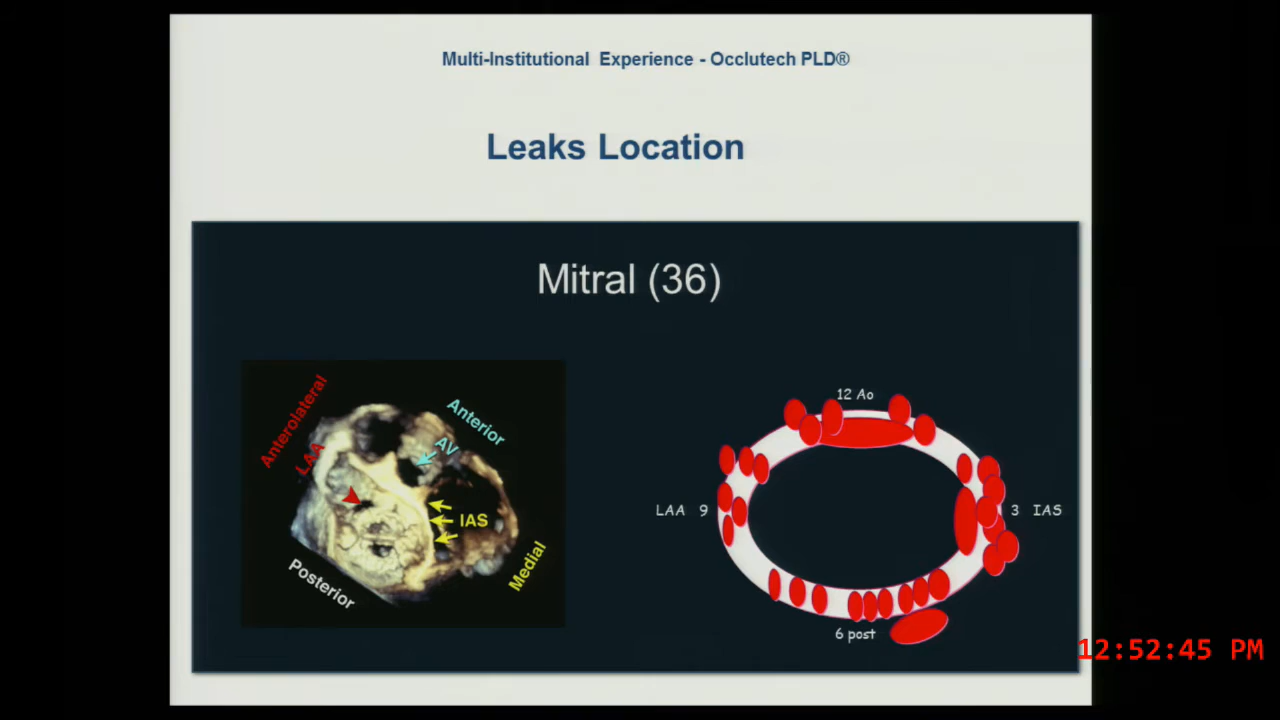 Multi-Institutional Experience - Occlutech PLD®
Leaks Location
Mitral (36)
Anterolateral
LAA
Anterior
AV
IAS
Medial
Posterior
12 Ao
LAA 9
3 IAS
6 post
12:52:45 PM